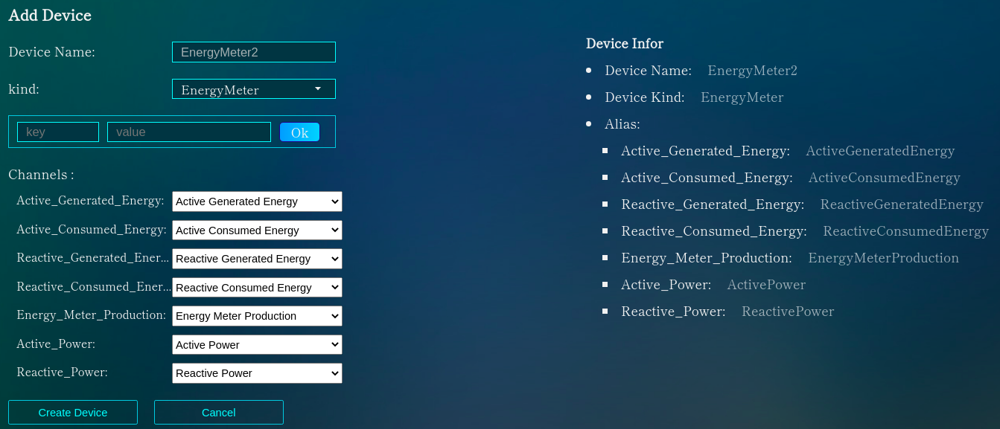 Add Device
Device Name: EnergyMeter2
kind: EnergyMeter
key value Ok
Channels :
Active_Generated_Energy: Active Generated Energy
Active_Consumed_Energy: Active Consumed Energy
Reactive_Generated_Ener... Reactive Generated Energy
Reactive_Consumed_Ener... Reactive Consumed Energy
Energy_Meter_Production: Energy Meter Production
Active_Power: Active Power
Reactive_Power: Reactive Power
Create Device Cancel
Device Infor
Device Name: EnergyMeter2
Device Kind: EnergyMeter
Alias:
Active_Generated_Energy: ActiveGeneratedEnergy
Active_Consumed_Energy: ActiveConsumedEnergy
Reactive_Generated_Energy: ReactiveGeneratedEnergy
Reactive_Consumed_Energy: ReactiveConsumedEnergy
Energy_Meter_Production: EnergyMeterProduction
Active_Power: ActivePower
Reactive_Power: ReactivePower